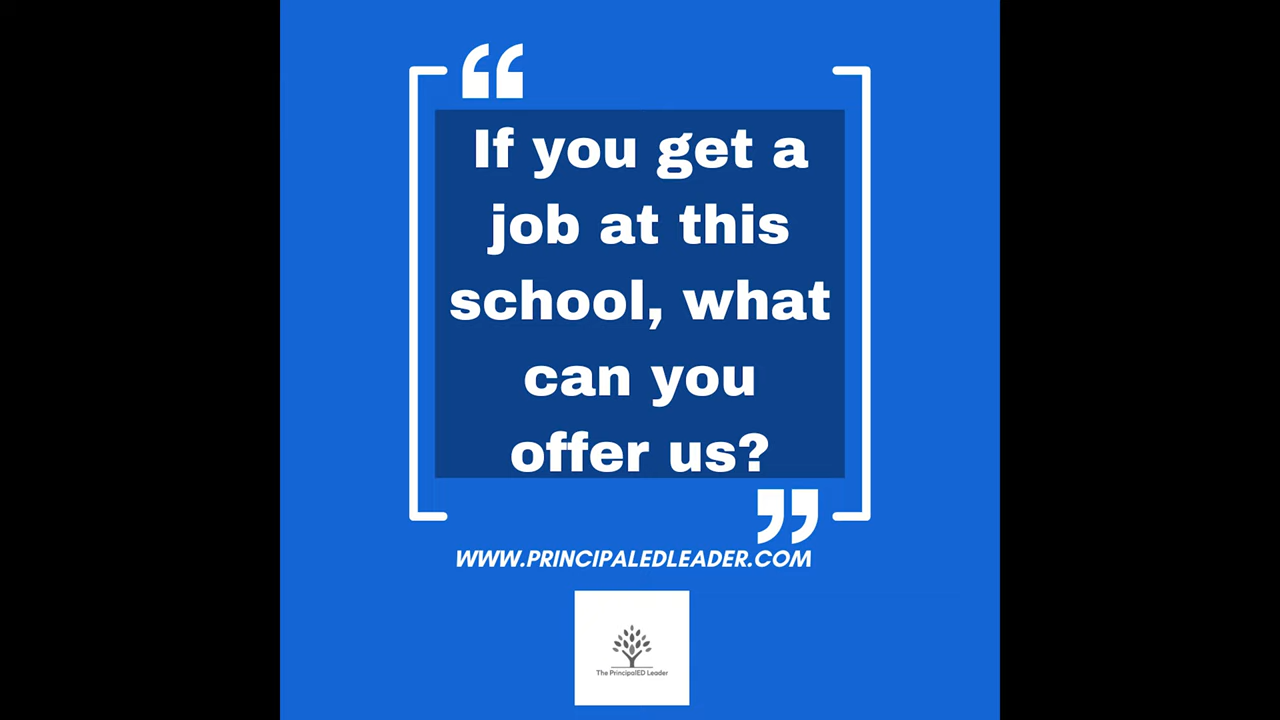 “
If you get a
job at this
school, what
can you
offer us?
”
WWW.PRINCIPALEDLEADER.COM
The PrincipalED Leader